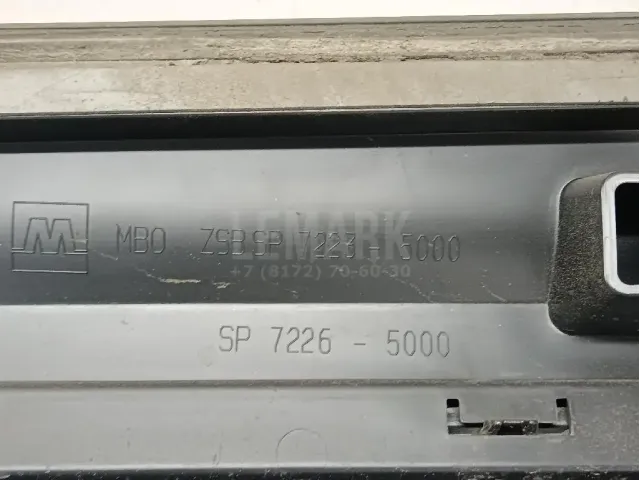 M MBO ZSB SP 7223 - 5000
LEMARK
+7 (8172) 70-60-30
SP 7226 - 5000